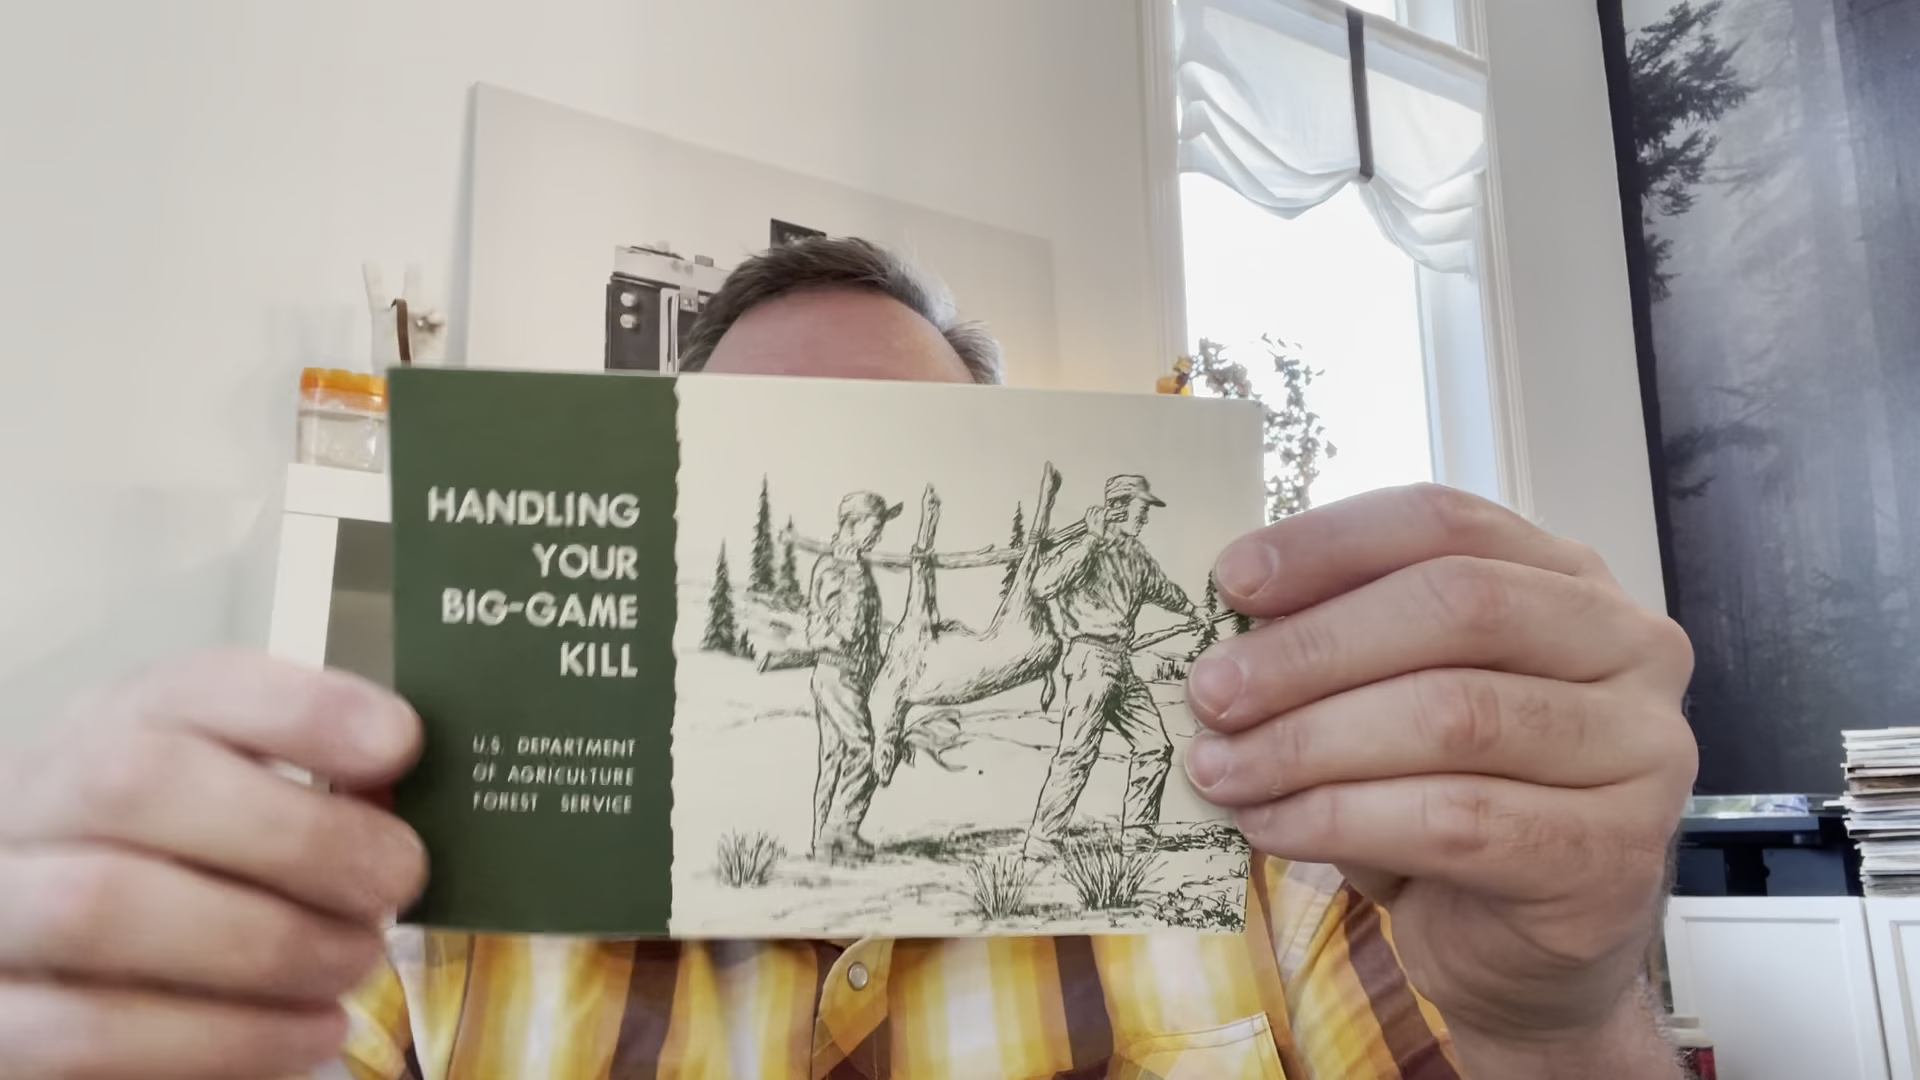 HANDLING
YOUR
BIG-GAME
KILL
U.S. DEPARTMENT
OF AGRICULTURE
FOREST SERVICE